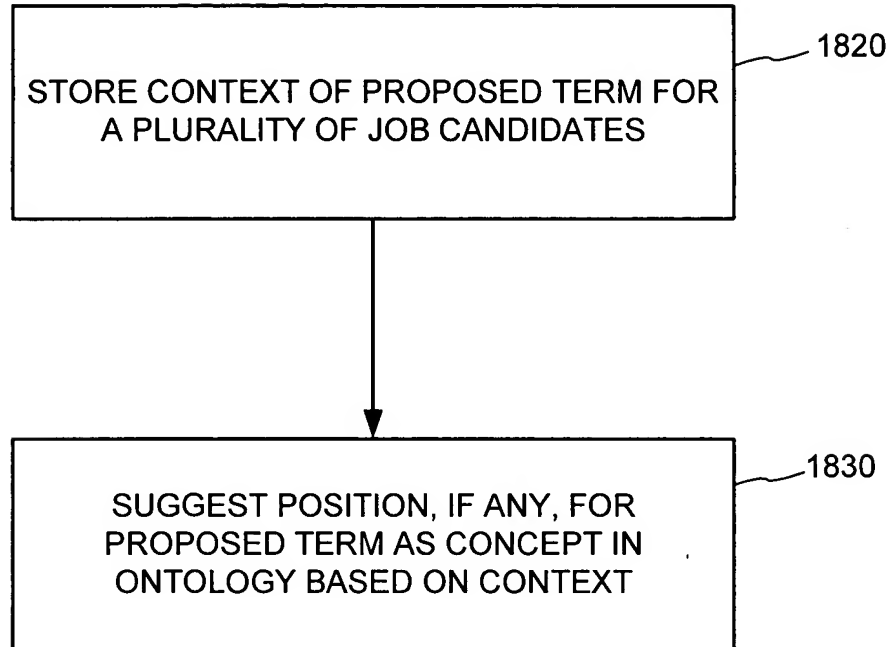 1820
STORE CONTEXT OF PROPOSED TERM FOR
A PLURALITY OF JOB CANDIDATES
1830
SUGGEST POSITION, IF ANY, FOR
PROPOSED TERM AS CONCEPT IN
ONTOLOGY BASED ON CONTEXT